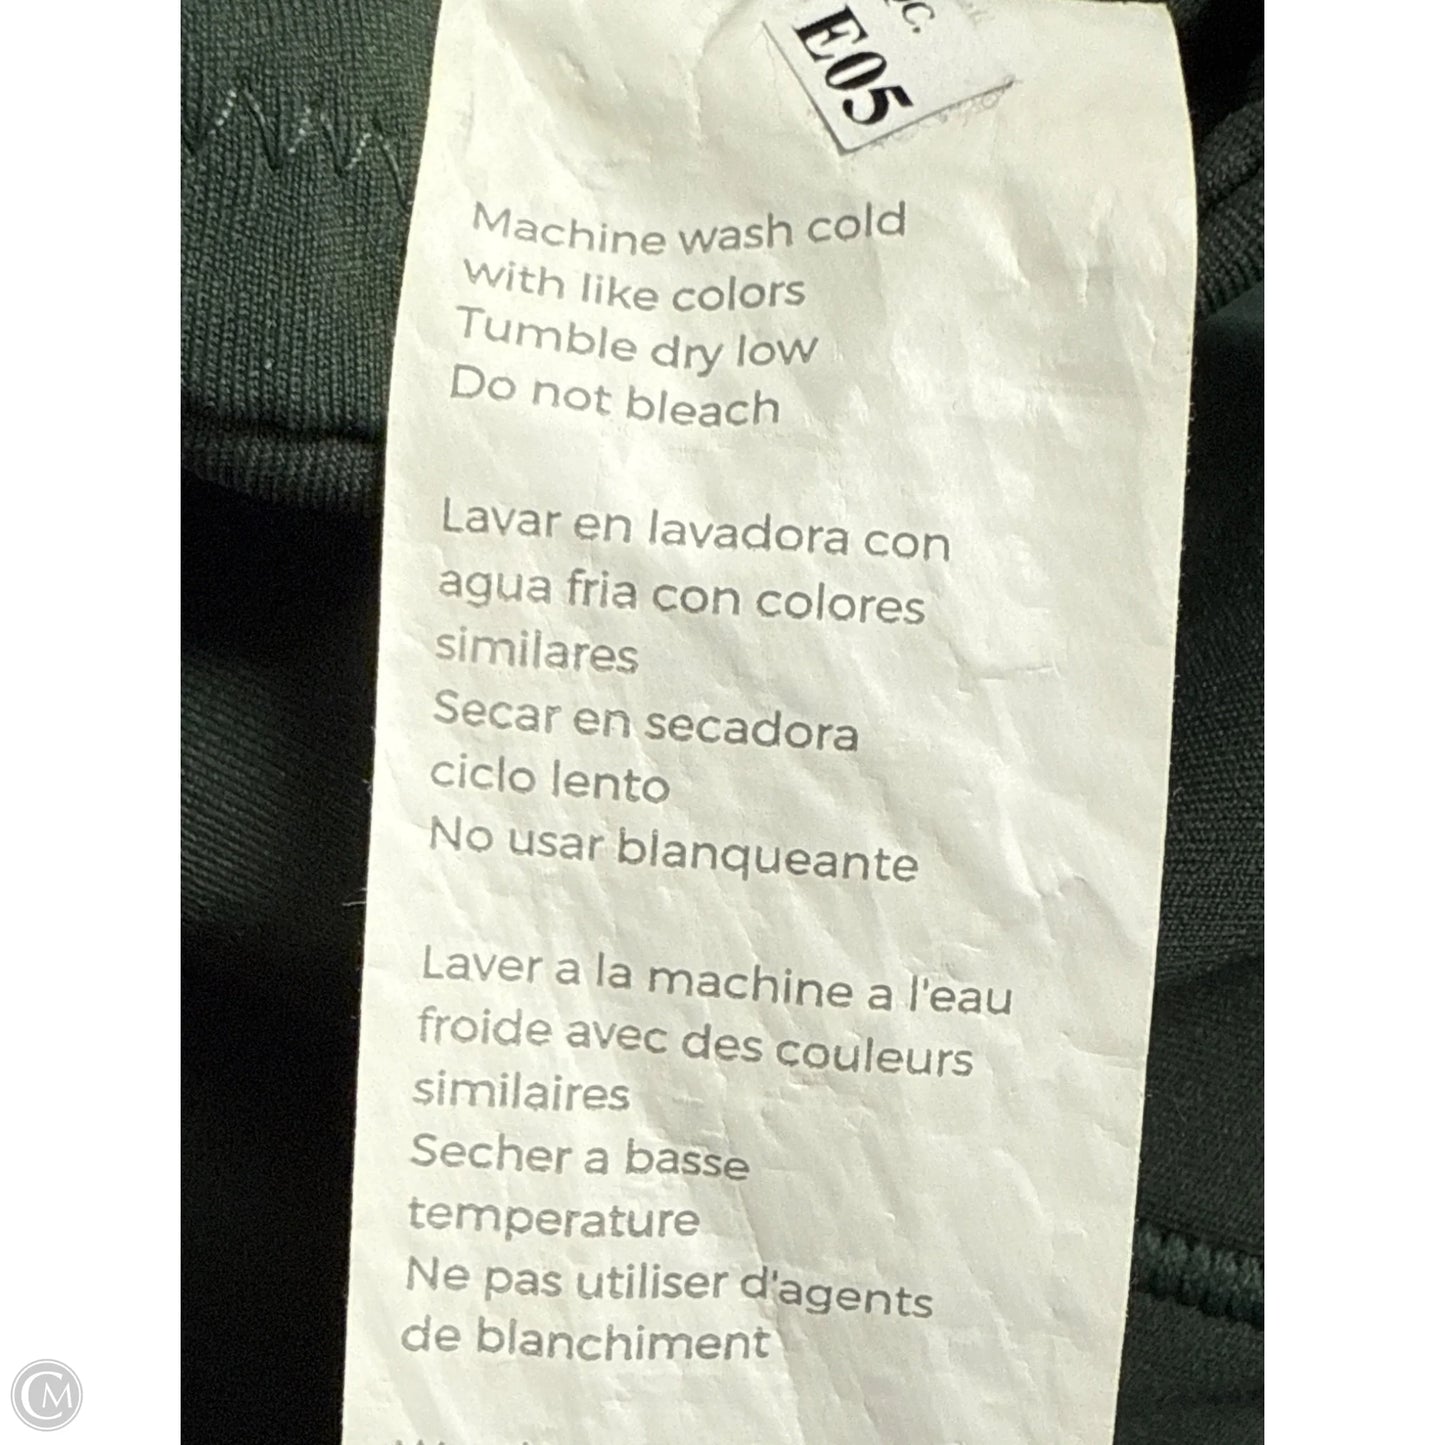 QC.
E05
Machine wash cold
with like colors
Tumble dry low
Do not bleach
Lavar en lavadora con
agua fria con colores
similares
Secar en secadora
ciclo lento
No usar blanqueante
Laver a la machine a l'eau
froide avec des couleurs
similaires
Secher a basse
temperature
Ne pas utiliser d'agents
de blanchiment
CM